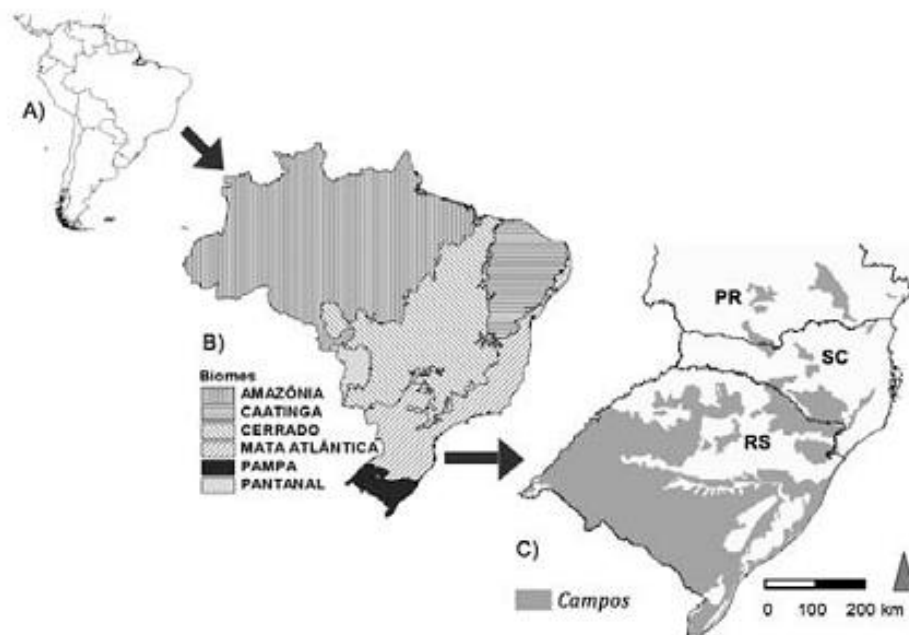 A)
B)
Biomes
AMAZÔNIA
CAATINGA
CERRADO
MATA ATLÂNTICA
PAMPA
PANTANAL
PR
SC
RS
C)
Campos
0 100 200 km